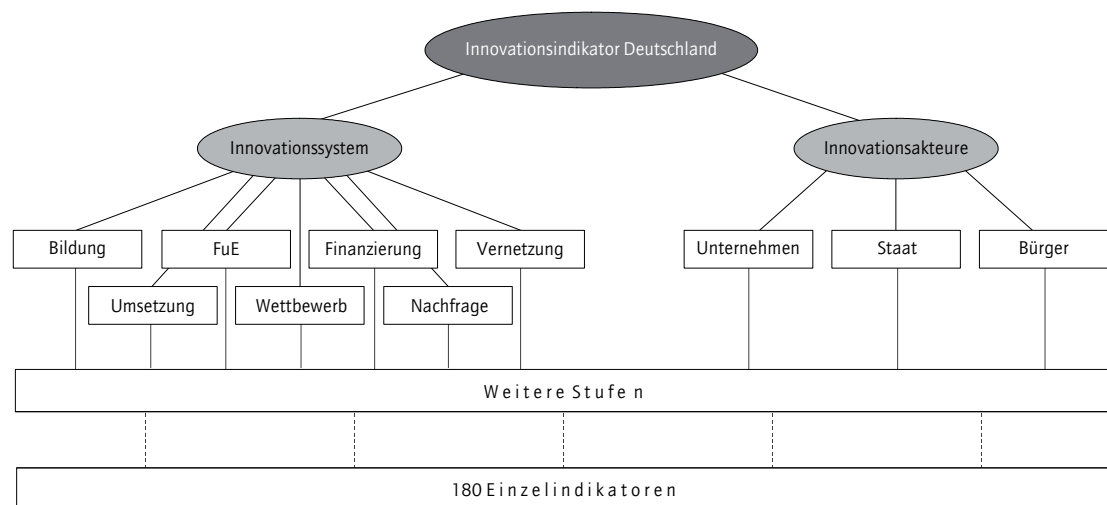 Innovationsindikator Deutschland
Innovationssystem
Innovationsakteure
Bildung
FuE
Finanzierung
Vernetzung
Unternehmen
Staat
Bürger
Umsetzung
Wettbewerb
Nachfrage
Weitere Stufen
180 Einzelindikatoren